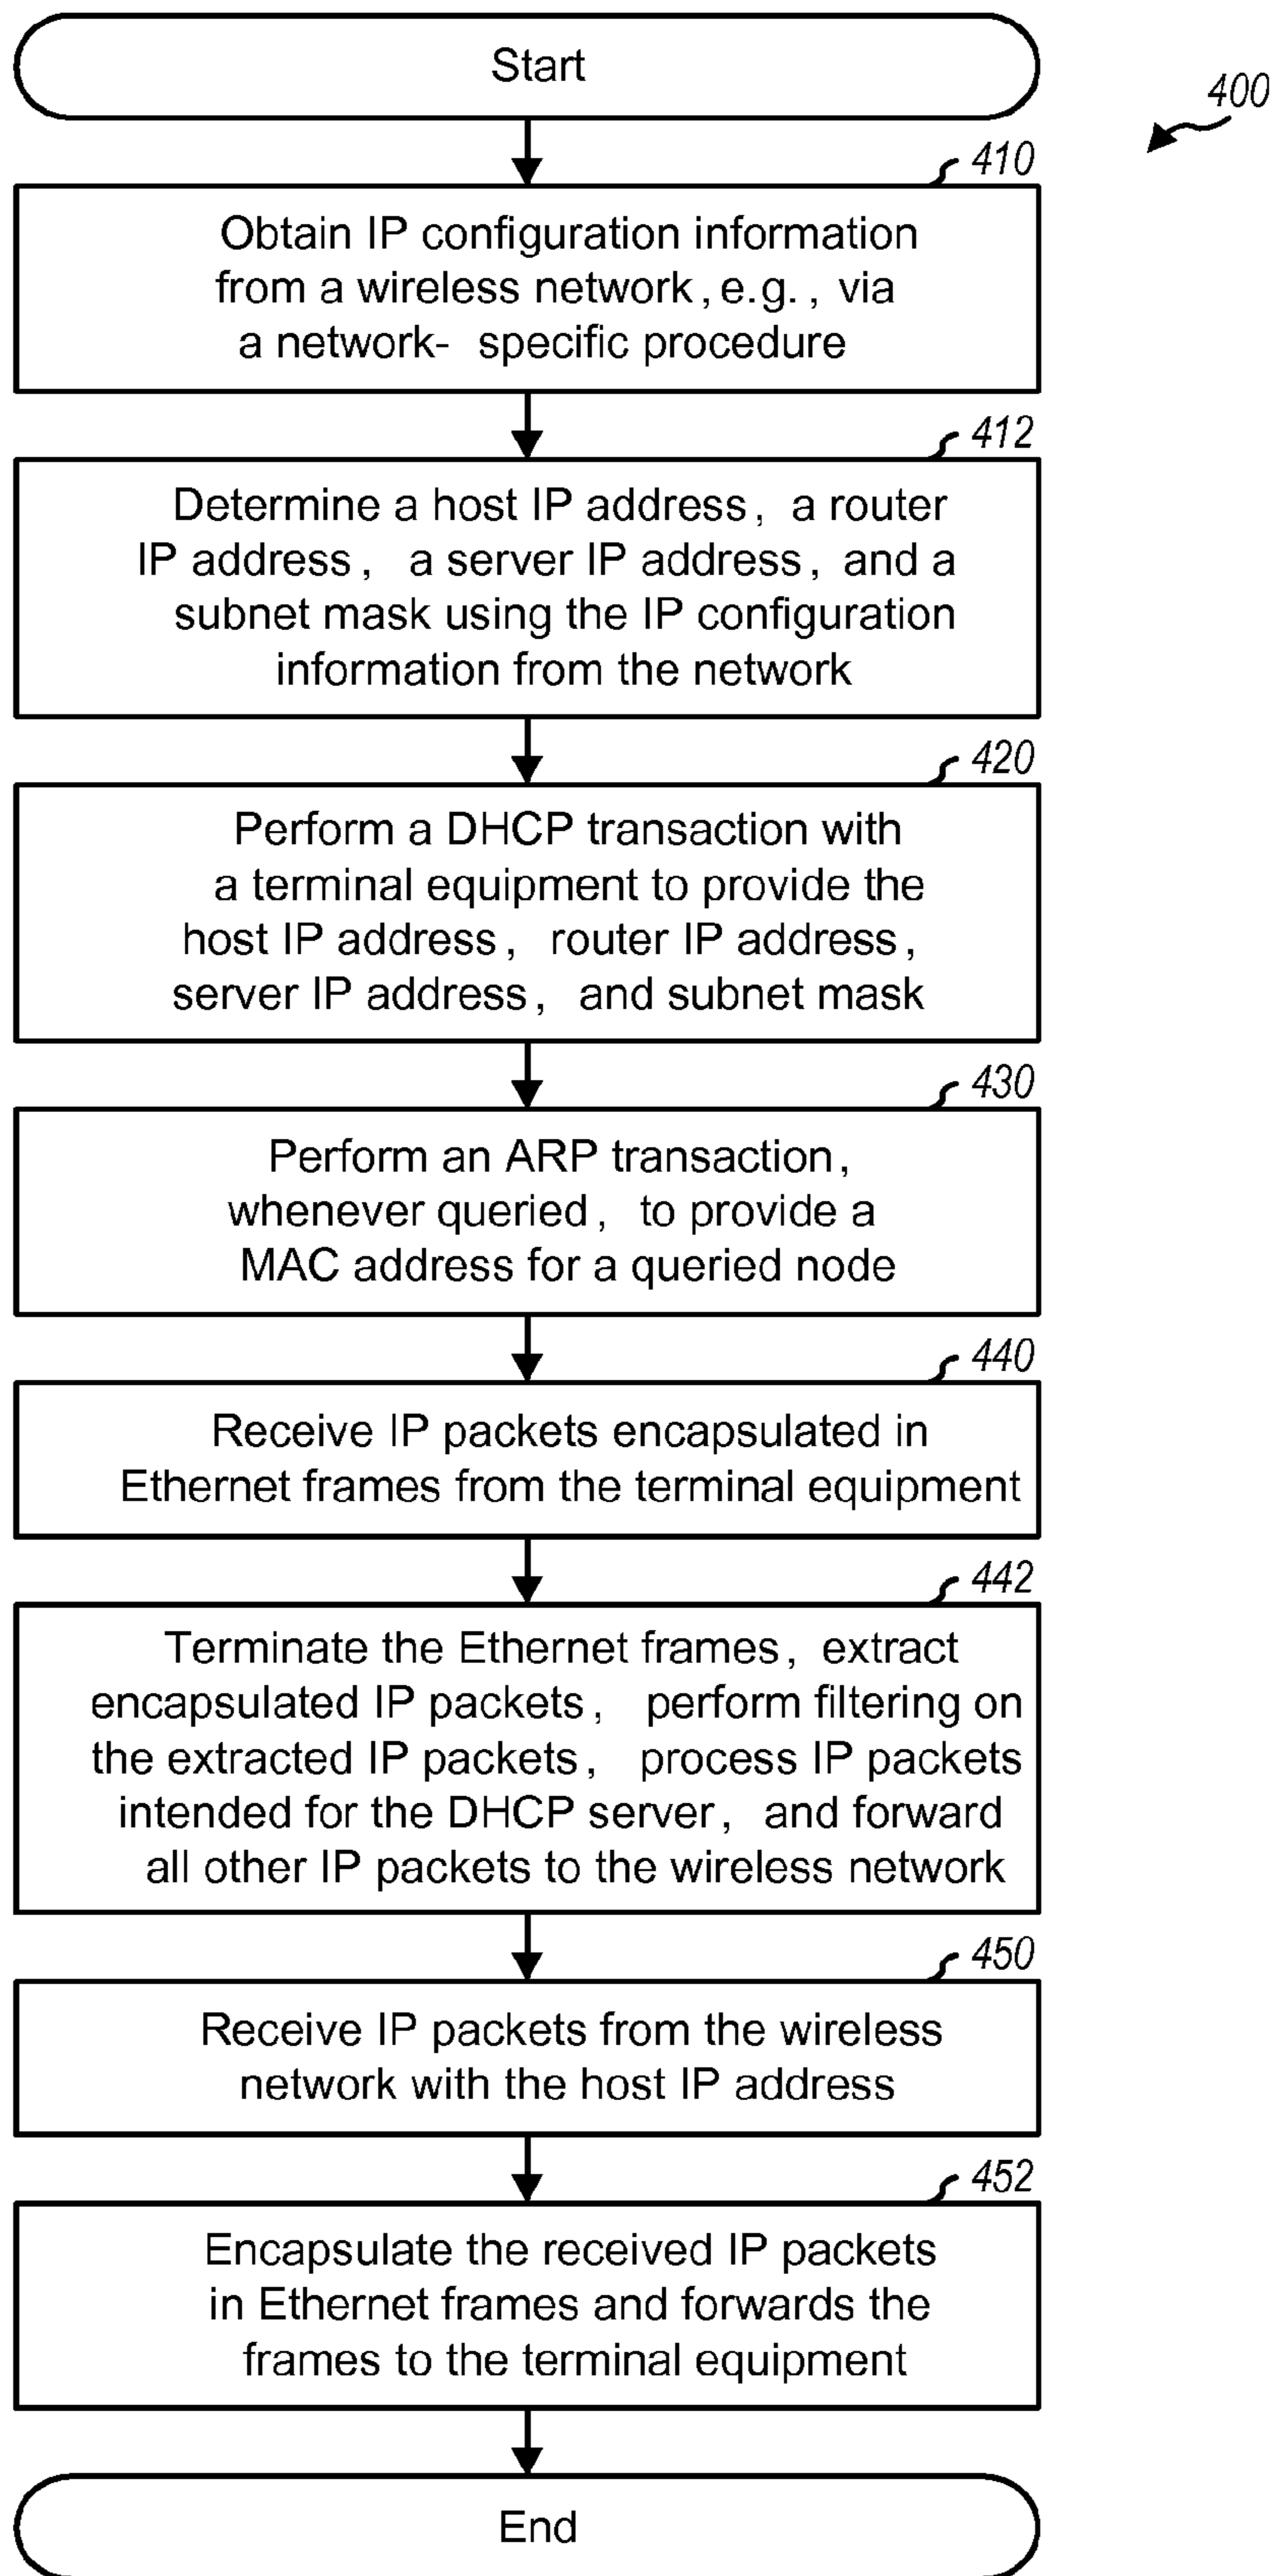 Start
400
410
Obtain IP configuration information
from a wireless network, e.g., via
a network- specific procedure
412
Determine a host IP address, a router
IP address, a server IP address, and a
subnet mask using the IP configuration
information from the network
420
Perform a DHCP transaction with
a terminal equipment to provide the
host IP address, router IP address,
server IP address, and subnet mask
430
Perform an ARP transaction,
whenever queried, to provide a
MAC address for a queried node
440
Receive IP packets encapsulated in
Ethernet frames from the terminal equipment
442
Terminate the Ethernet frames, extract
encapsulated IP packets, perform filtering on
the extracted IP packets, process IP packets
intended for the DHCP server, and forward
all other IP packets to the wireless network
450
Receive IP packets from the wireless
network with the host IP address
452
Encapsulate the received IP packets
in Ethernet frames and forwards the
frames to the terminal equipment
End